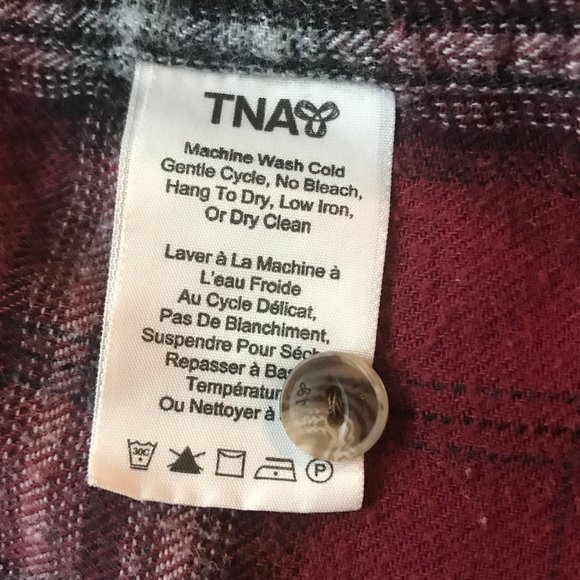 TNA
Machine Wash Cold
Gentle Cycle, No Bleach,
Hang To Dry, Low Iron,
Or Dry Clean
Laver à La Machine à
L'eau Froide
Au Cycle Délicat,
Pas De Blanchiment,
Suspendre Pour
Repasser à
Ou Nettoyer à
30C
P